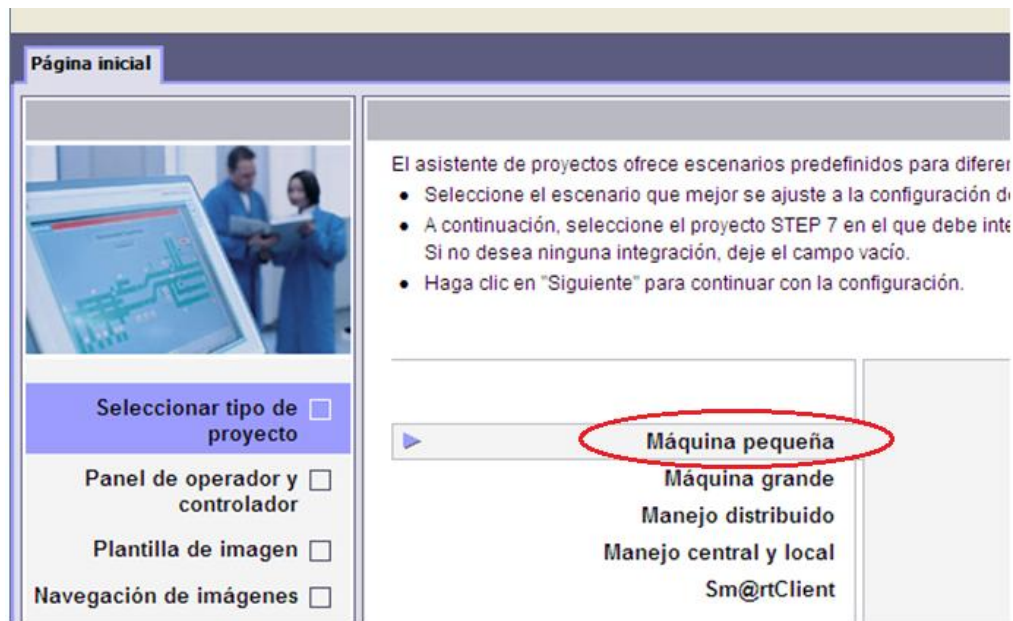 Página inicial
El asistente de proyectos ofrece escenarios predefinidos para
• Seleccione el escenario que mejor se ajuste a la configuración
• A continuación, seleccione el proyecto STEP 7 en el que debe
Si no desea ninguna integración, deje el campo vacío.
• Haga clic en "Siguiente" para continuar con la configuración.
Seleccionar tipo de
proyecto
Panel de operador y
controlador
Plantilla de imagen
Navegación de imágenes
Máquina pequeña
Máquina grande
Manejo distribuido
Manejo central y local
Sm@rtClient